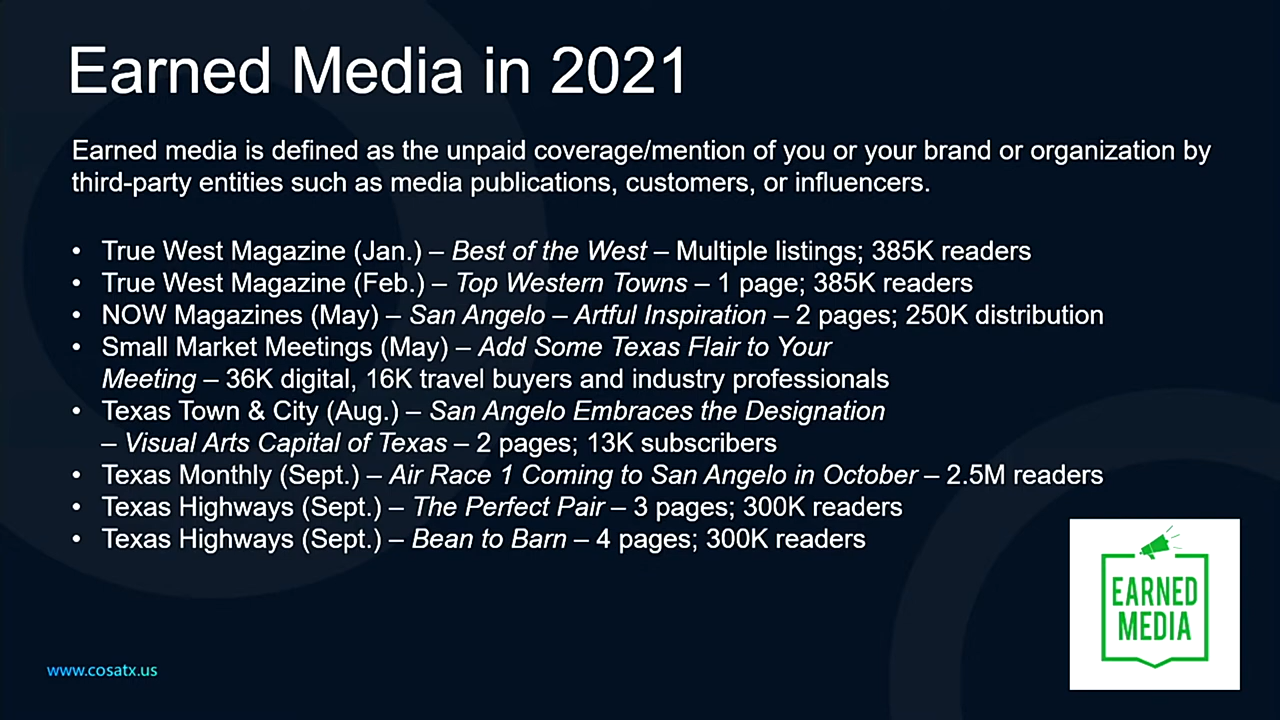 Earned Media in 2021
Earned media is defined as the unpaid coverage/mention of you or your brand or organization by
third-party entities such as media publications, customers, or influencers.
• True West Magazine (Jan.) – Best of the West – Multiple listings; 385K readers
• True West Magazine (Feb.) – Top Western Towns – 1 page; 385K readers
• NOW Magazines (May) – San Angelo – Artful Inspiration – 2 pages; 250K distribution
• Small Market Meetings (May) – Add Some Texas Flair to Your
Meeting – 36K digital, 16K travel buyers and industry professionals
• Texas Town & City (Aug.) – San Angelo Embraces the Designation
– Visual Arts Capital of Texas – 2 pages; 13K subscribers
• Texas Monthly (Sept.) – Air Race 1 Coming to San Angelo in October – 2.5M readers
• Texas Highways (Sept.) – The Perfect Pair – 3 pages; 300K readers
• Texas Highways (Sept.) – Bean to Barn – 4 pages; 300K readers
EARNED
MEDIA
www.cosatx.us